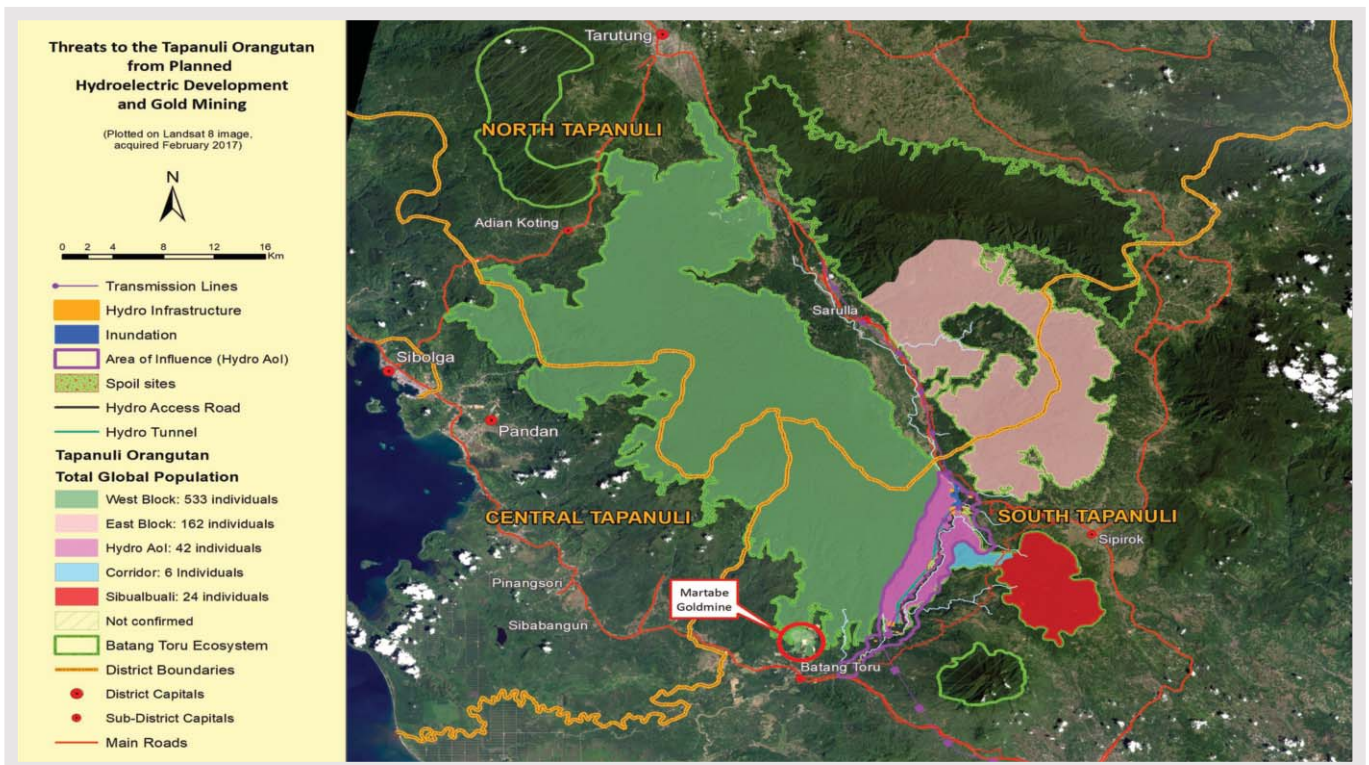 Threats to the Tapanuli Orangutan
from Planned
Hydroelectric Development
and Gold Mining
(Plotted on Landsat 8 image,
acquired February 2017)
N
0 2 4 8 12 16
Km
Transmission Lines
Hydro Infrastructure
Inundation
Area of Influence (Hydro AoI)
Spoil sites
Hydro Access Road
Hydro Tunnel
Tapanuli Orangutan
Total Global Population
West Block: 533 individuals
East Block: 162 individuals
Hydro AoI: 42 individuals
Corridor: 6 Individuals
Sibualbuali: 24 individuals
Not confirmed
Batang Toru Ecosystem
District Boundaries
District Capitals
Sub-District Capitals
Main Roads
Tarutung
NORTH TAPANULI
Adian Koting
Sarulla
Sibolga
Pandan
CENTRAL TAPANULI
SOUTH TAPANULI
Sipirok
Pinangsori
Martabe
Goldmine
Sibabangun
Batang Toru